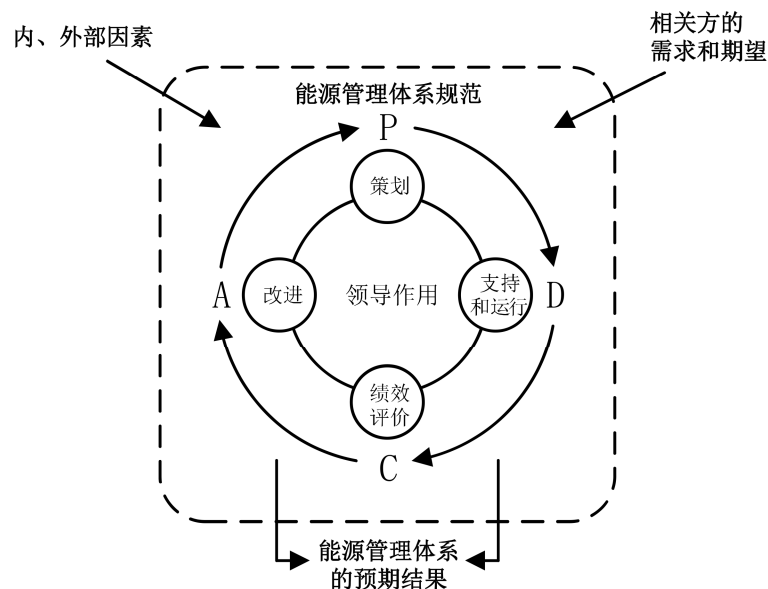 内、外部因素
相关方的
需求和期望
能源管理体系规范
P
策划
A
改进
领导作用
支持
和运行
D
绩效
评价
C
能源管理体系
的预期结果